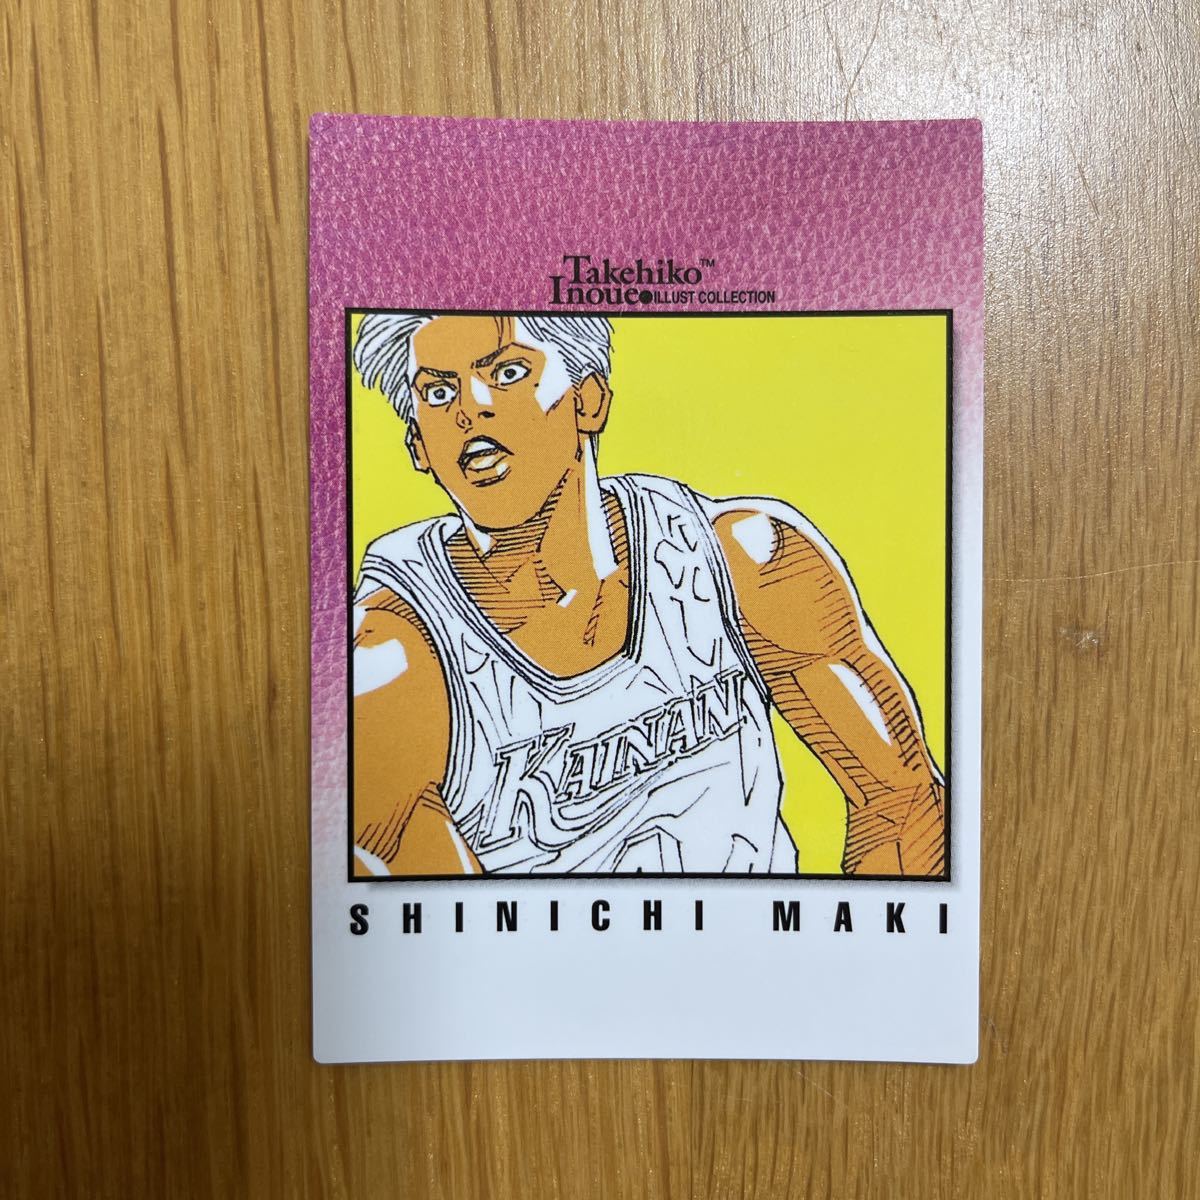 Takehiko™
Inoue●ILLUST COLLECTION
KAINAN
SHINICHI MAKI